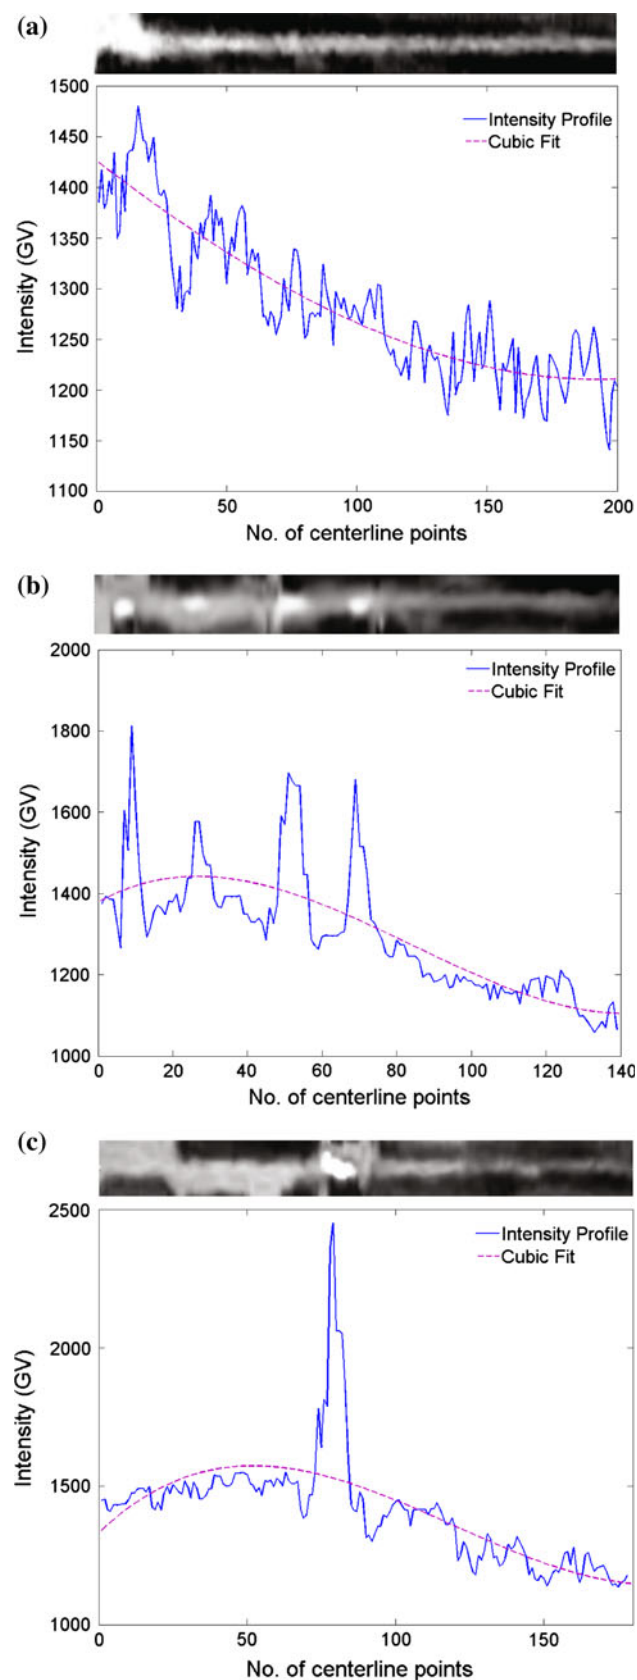 (a)
1500
1450
1400
1350
1300
1250
1200
1150
1100
Intensity (GV)
Intensity Profile
Cubic Fit
0 50 100 150 200
No. of centerline points
(b)
2000
1800
1600
1400
1200
1000
Intensity (GV)
Intensity Profile
Cubic Fit
0 20 40 60 80 100 120 140
No. of centerline points
(c)
2500
2000
1500
1000
Intensity (GV)
Intensity Profile
Cubic Fit
0 50 100 150
No. of centerline points